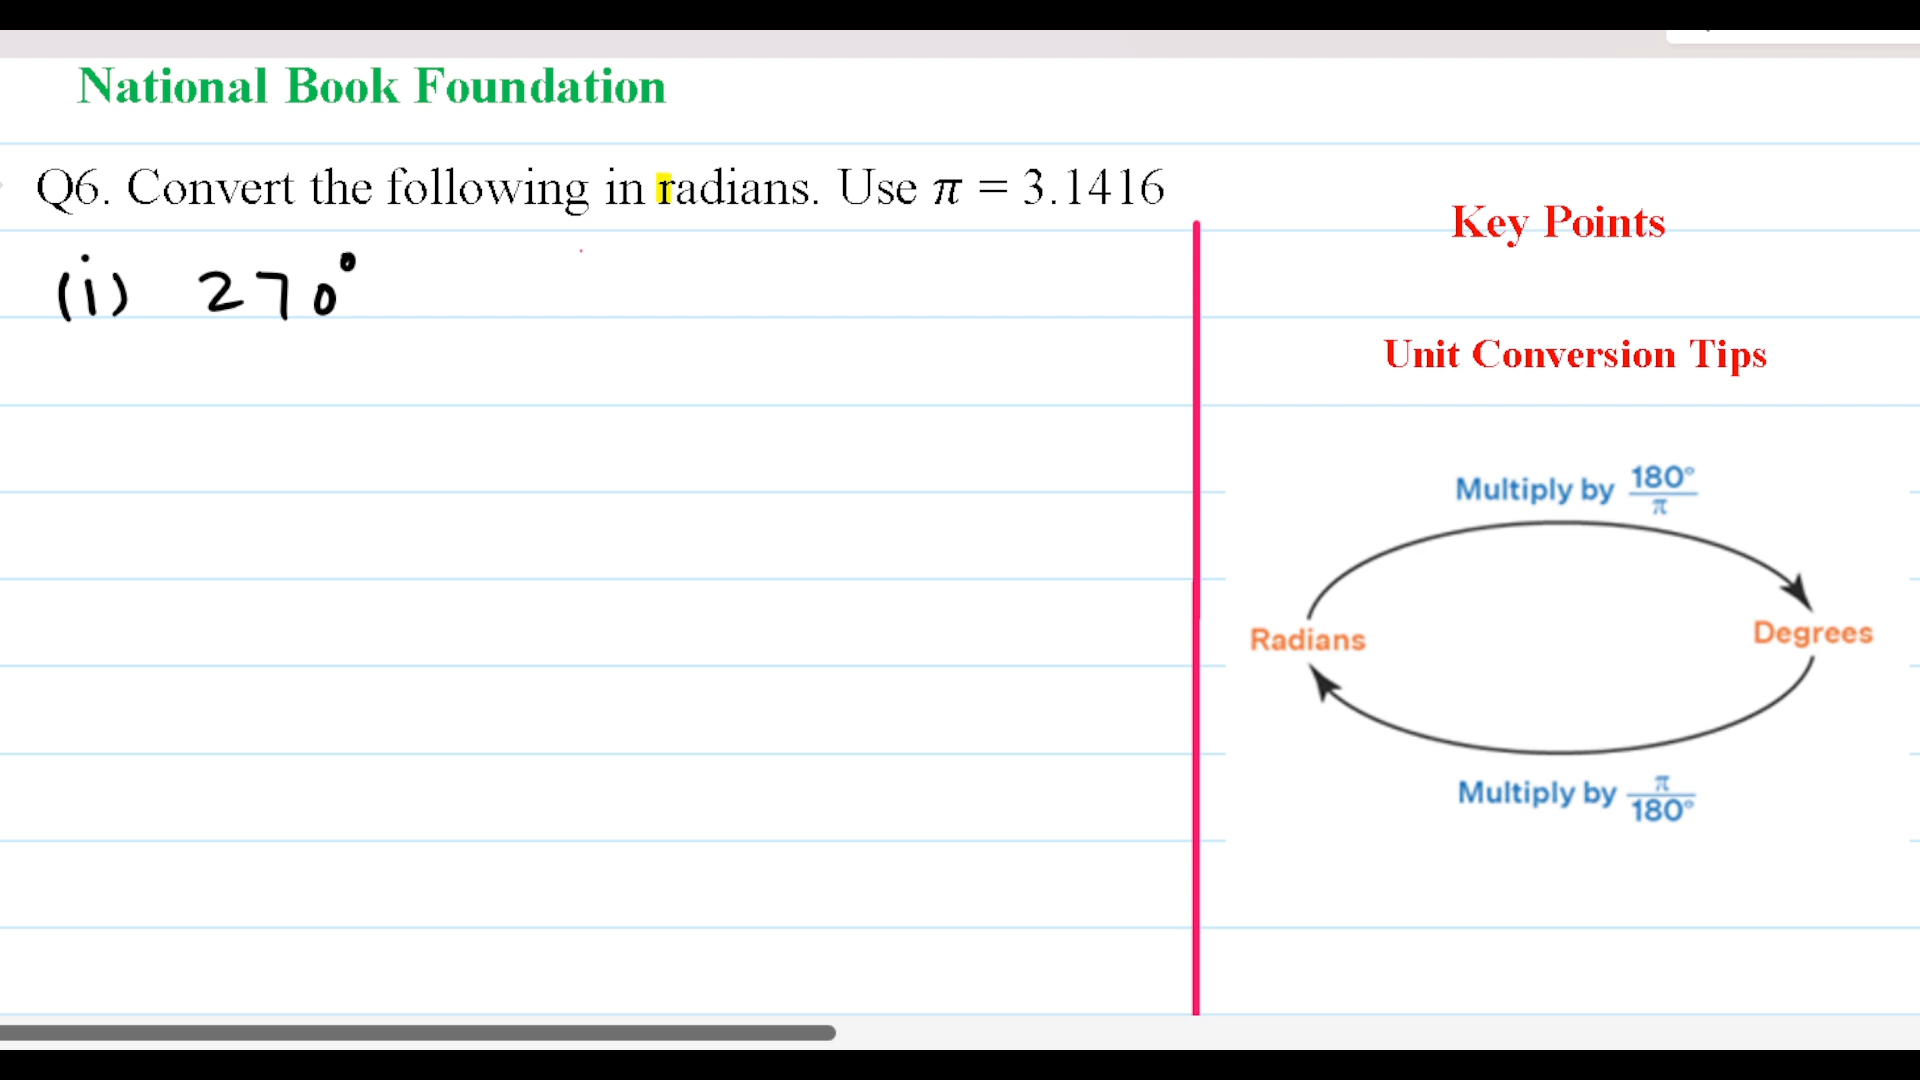 National Book Foundation
Q6. Convert the following in radians. Use π = 3.1416
(i) 270°
Key Points
Unit Conversion Tips
Multiply by 180°/π
Radians
Degrees
Multiply by π/180°